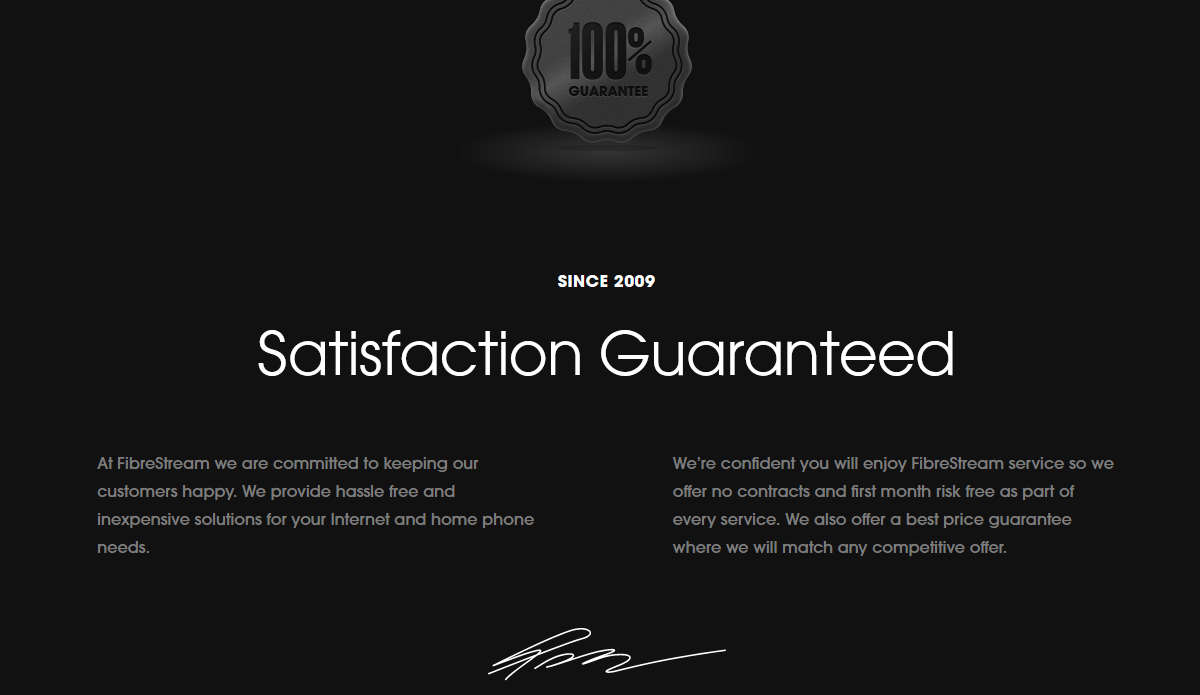 100%
GUARANTEE
SINCE 2009
Satisfaction Guaranteed
At FibreStream we are committed to keeping our
customers happy. We provide hassle free and
inexpensive solutions for your Internet and home phone
needs.
We’re confident you will enjoy FibreStream service so we
offer no contracts and first month risk free as part of
every service. We also offer a best price guarantee
where we will match any competitive offer.